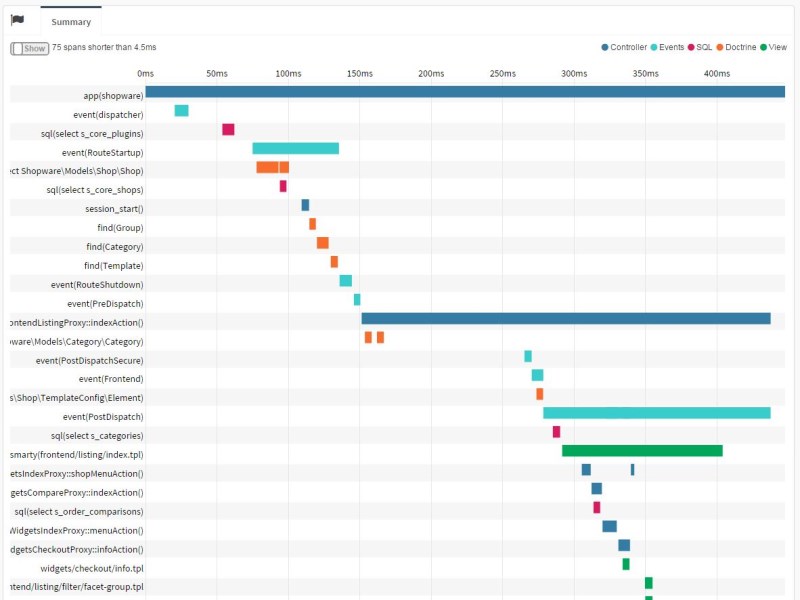 Summary
Show 75 spans shorter than 4.5ms
Controller Events SQL Doctrine View
0ms 50ms 100ms 150ms 200ms 250ms 300ms 350ms 400ms
app(shopware)
event(dispatcher)
sql(select s_core_plugins)
event(RouteStartup)
ect Shopware\Models\Shop\Shop)
sql(select s_core_shops)
session_start()
find(Group)
find(Category)
find(Template)
event(RouteShutdown)
event(PreDispatch)
ontendListingProxy::indexAction()
ware\Models\Category\Category)
event(PostDispatchSecure)
event(Frontend)
s\Shop\TemplateConfig\Element)
event(PostDispatch)
sql(select s_categories)
smarty(frontend/listing/index.tpl)
etsIndexProxy::shopMenuAction()
getsCompareProxy::indexAction()
sql(select s_order_comparisons)
WidgetsIndexProxy::menuAction()
dgetsCheckoutProxy::infoAction()
widgets/checkout/info.tpl
ntend/listing/filter/facet-group.tpl